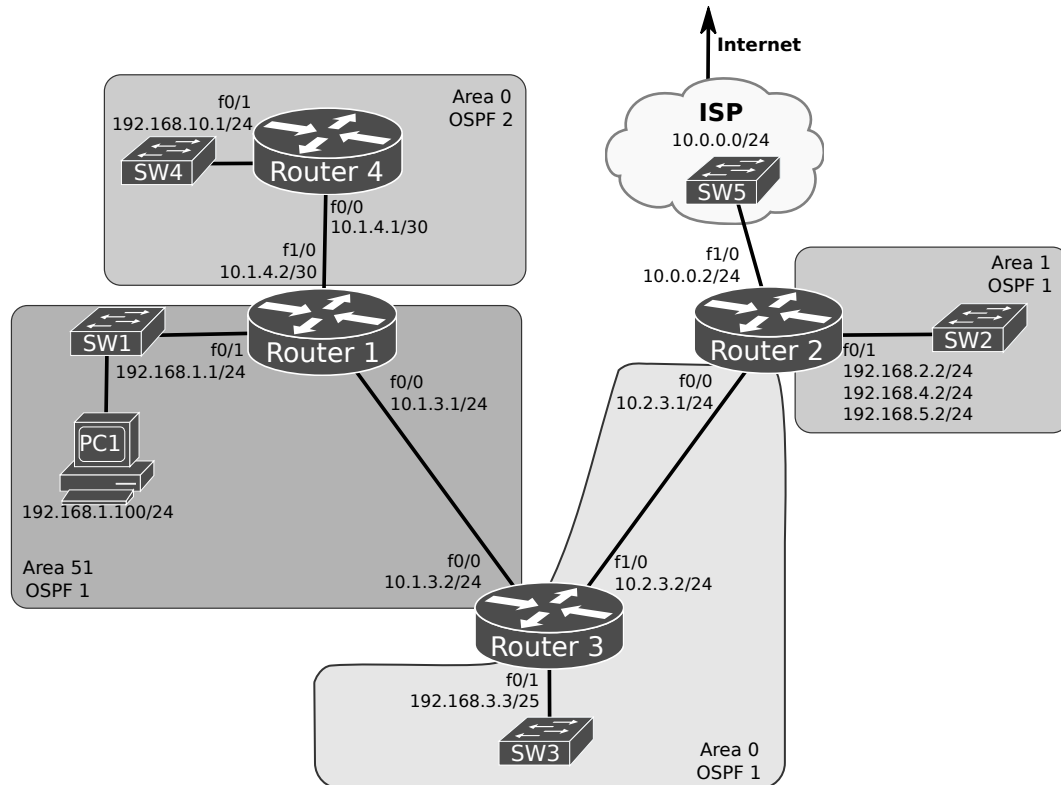 Internet
Area 0
OSPF 2
f0/1
192.168.10.1/24
SW4
Router 4
f0/0
10.1.4.1/30
f1/0
10.1.4.2/30
ISP
10.0.0.0/24
SW5
f1/0
10.0.0.2/24
Area 1
OSPF 1
SW1
f0/1
192.168.1.1/24
Router 1
f0/0
10.1.3.1/24
PC1
192.168.1.100/24
Router 2
f0/1
192.168.2.2/24
192.168.4.2/24
192.168.5.2/24
SW2
f0/0
10.2.3.1/24
Area 51
OSPF 1
f0/0
10.1.3.2/24
f1/0
10.2.3.2/24
Router 3
f0/1
192.168.3.3/25
SW3
Area 0
OSPF 1